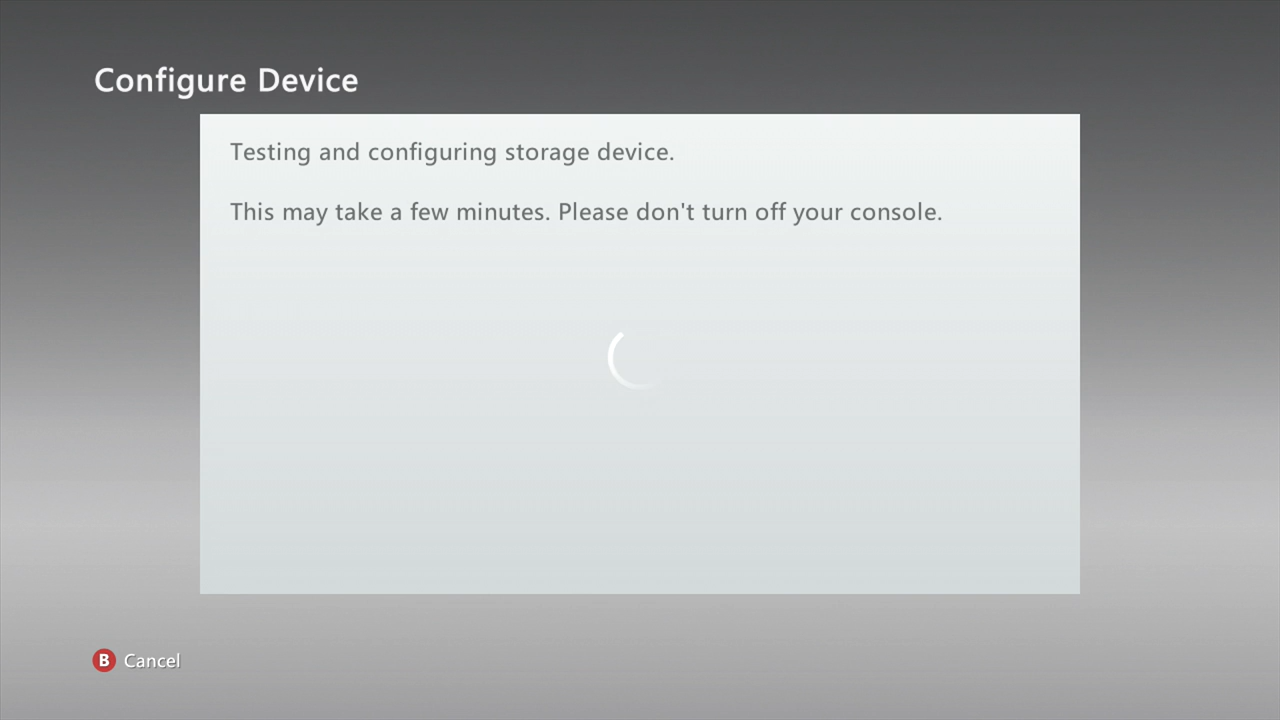 Configure Device
Testing and configuring storage device.
This may take a few minutes. Please don't turn off your console.
B Cancel